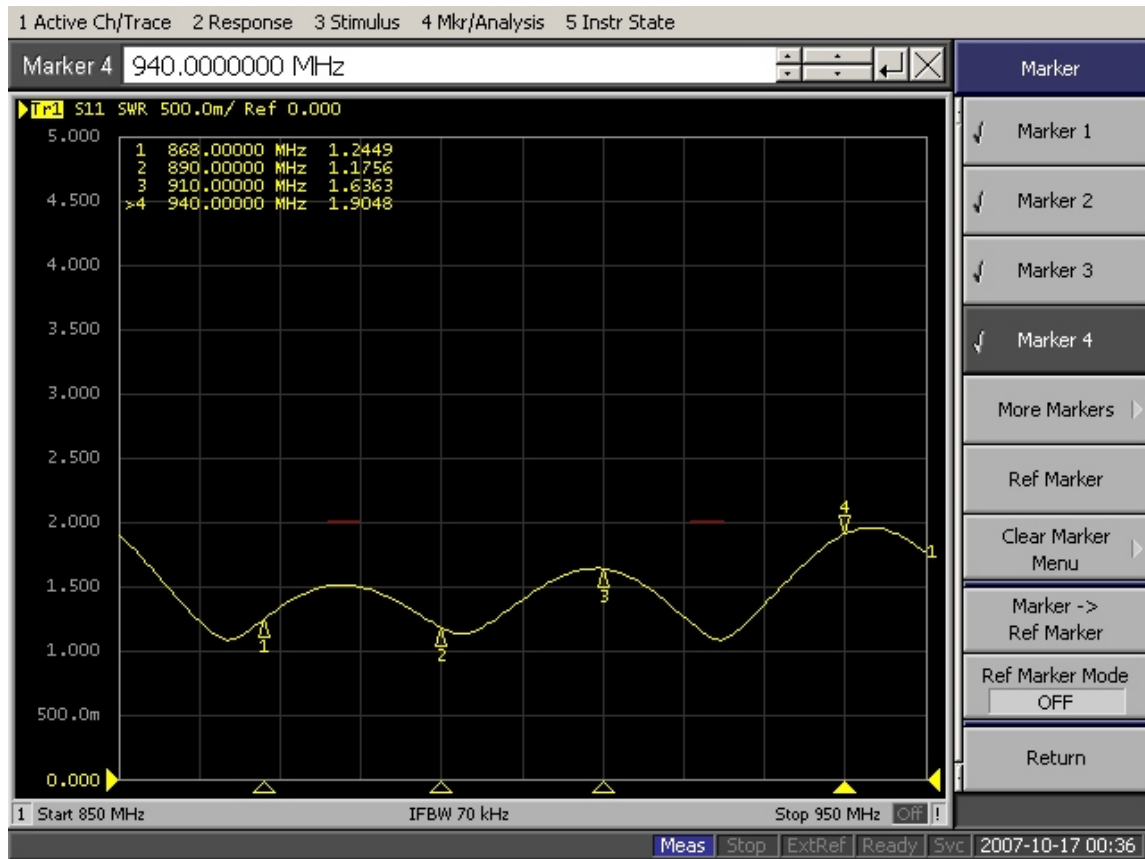 1 Active Ch/Trace 2 Response 3 Stimulus 4 Mkr/Analysis 5 Instr State
Marker 4 940.0000000 MHz
Marker
Tr1 S11 SWR 500.0m/ Ref 0.000
5.000
1 868.00000 MHz 1.2449
2 890.00000 MHz 1.1756
3 910.00000 MHz 1.6363
>4 940.00000 MHz 1.9048
4.500
4.000
3.500
3.000
2.500
2.000
1.500
1.000
500.0m
0.000
1
2
3
4
1
Marker 1
Marker 2
Marker 3
Marker 4
More Markers
Ref Marker
Clear Marker
Menu
Marker ->
Ref Marker
Ref Marker Mode
OFF
Return
1 Start 850 MHz IFBW 70 kHz Stop 950 MHz Off !
Meas Stop ExtRef Ready Svc 2007-10-17 00:36